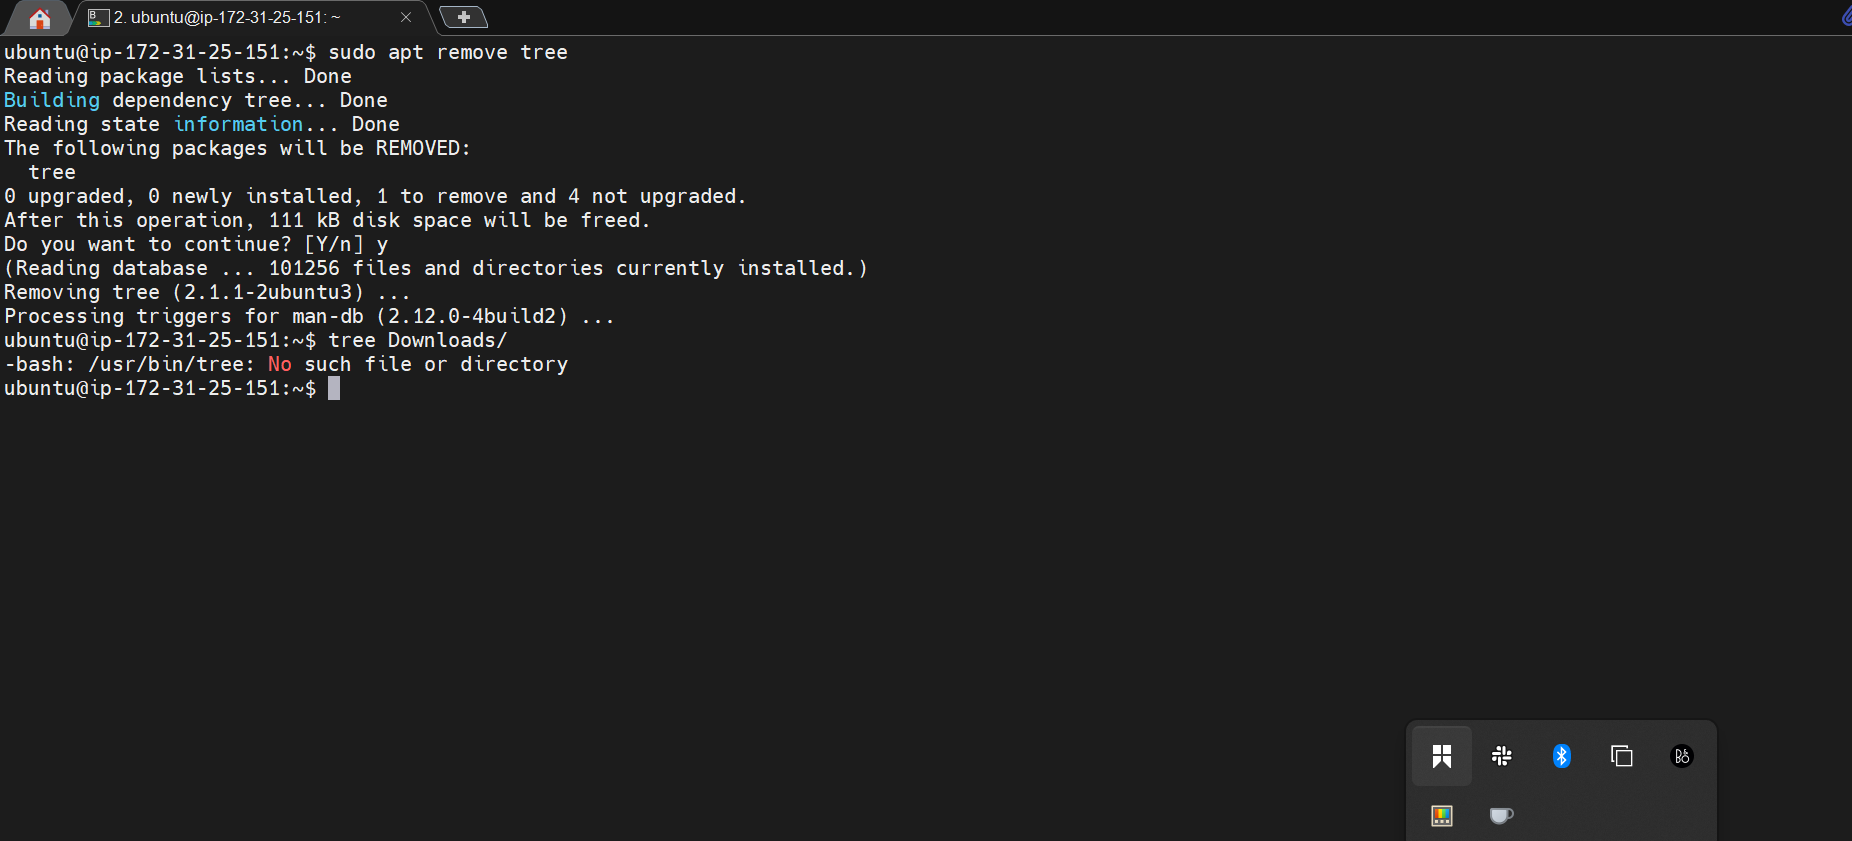 2. ubuntu@ip-172-31-25-151: ~
ubuntu@ip-172-31-25-151:~$ sudo apt remove tree
Reading package lists... Done
Building dependency tree... Done
Reading state information... Done
The following packages will be REMOVED:
  tree
0 upgraded, 0 newly installed, 1 to remove and 4 not upgraded.
After this operation, 111 kB disk space will be freed.
Do you want to continue? [Y/n] y
(Reading database ... 101256 files and directories currently installed.)
Removing tree (2.1.1-2ubuntu3) ...
Processing triggers for man-db (2.12.0-4build2) ...
ubuntu@ip-172-31-25-151:~$ tree Downloads/
-bash: /usr/bin/tree: No such file or directory
ubuntu@ip-172-31-25-151:~$